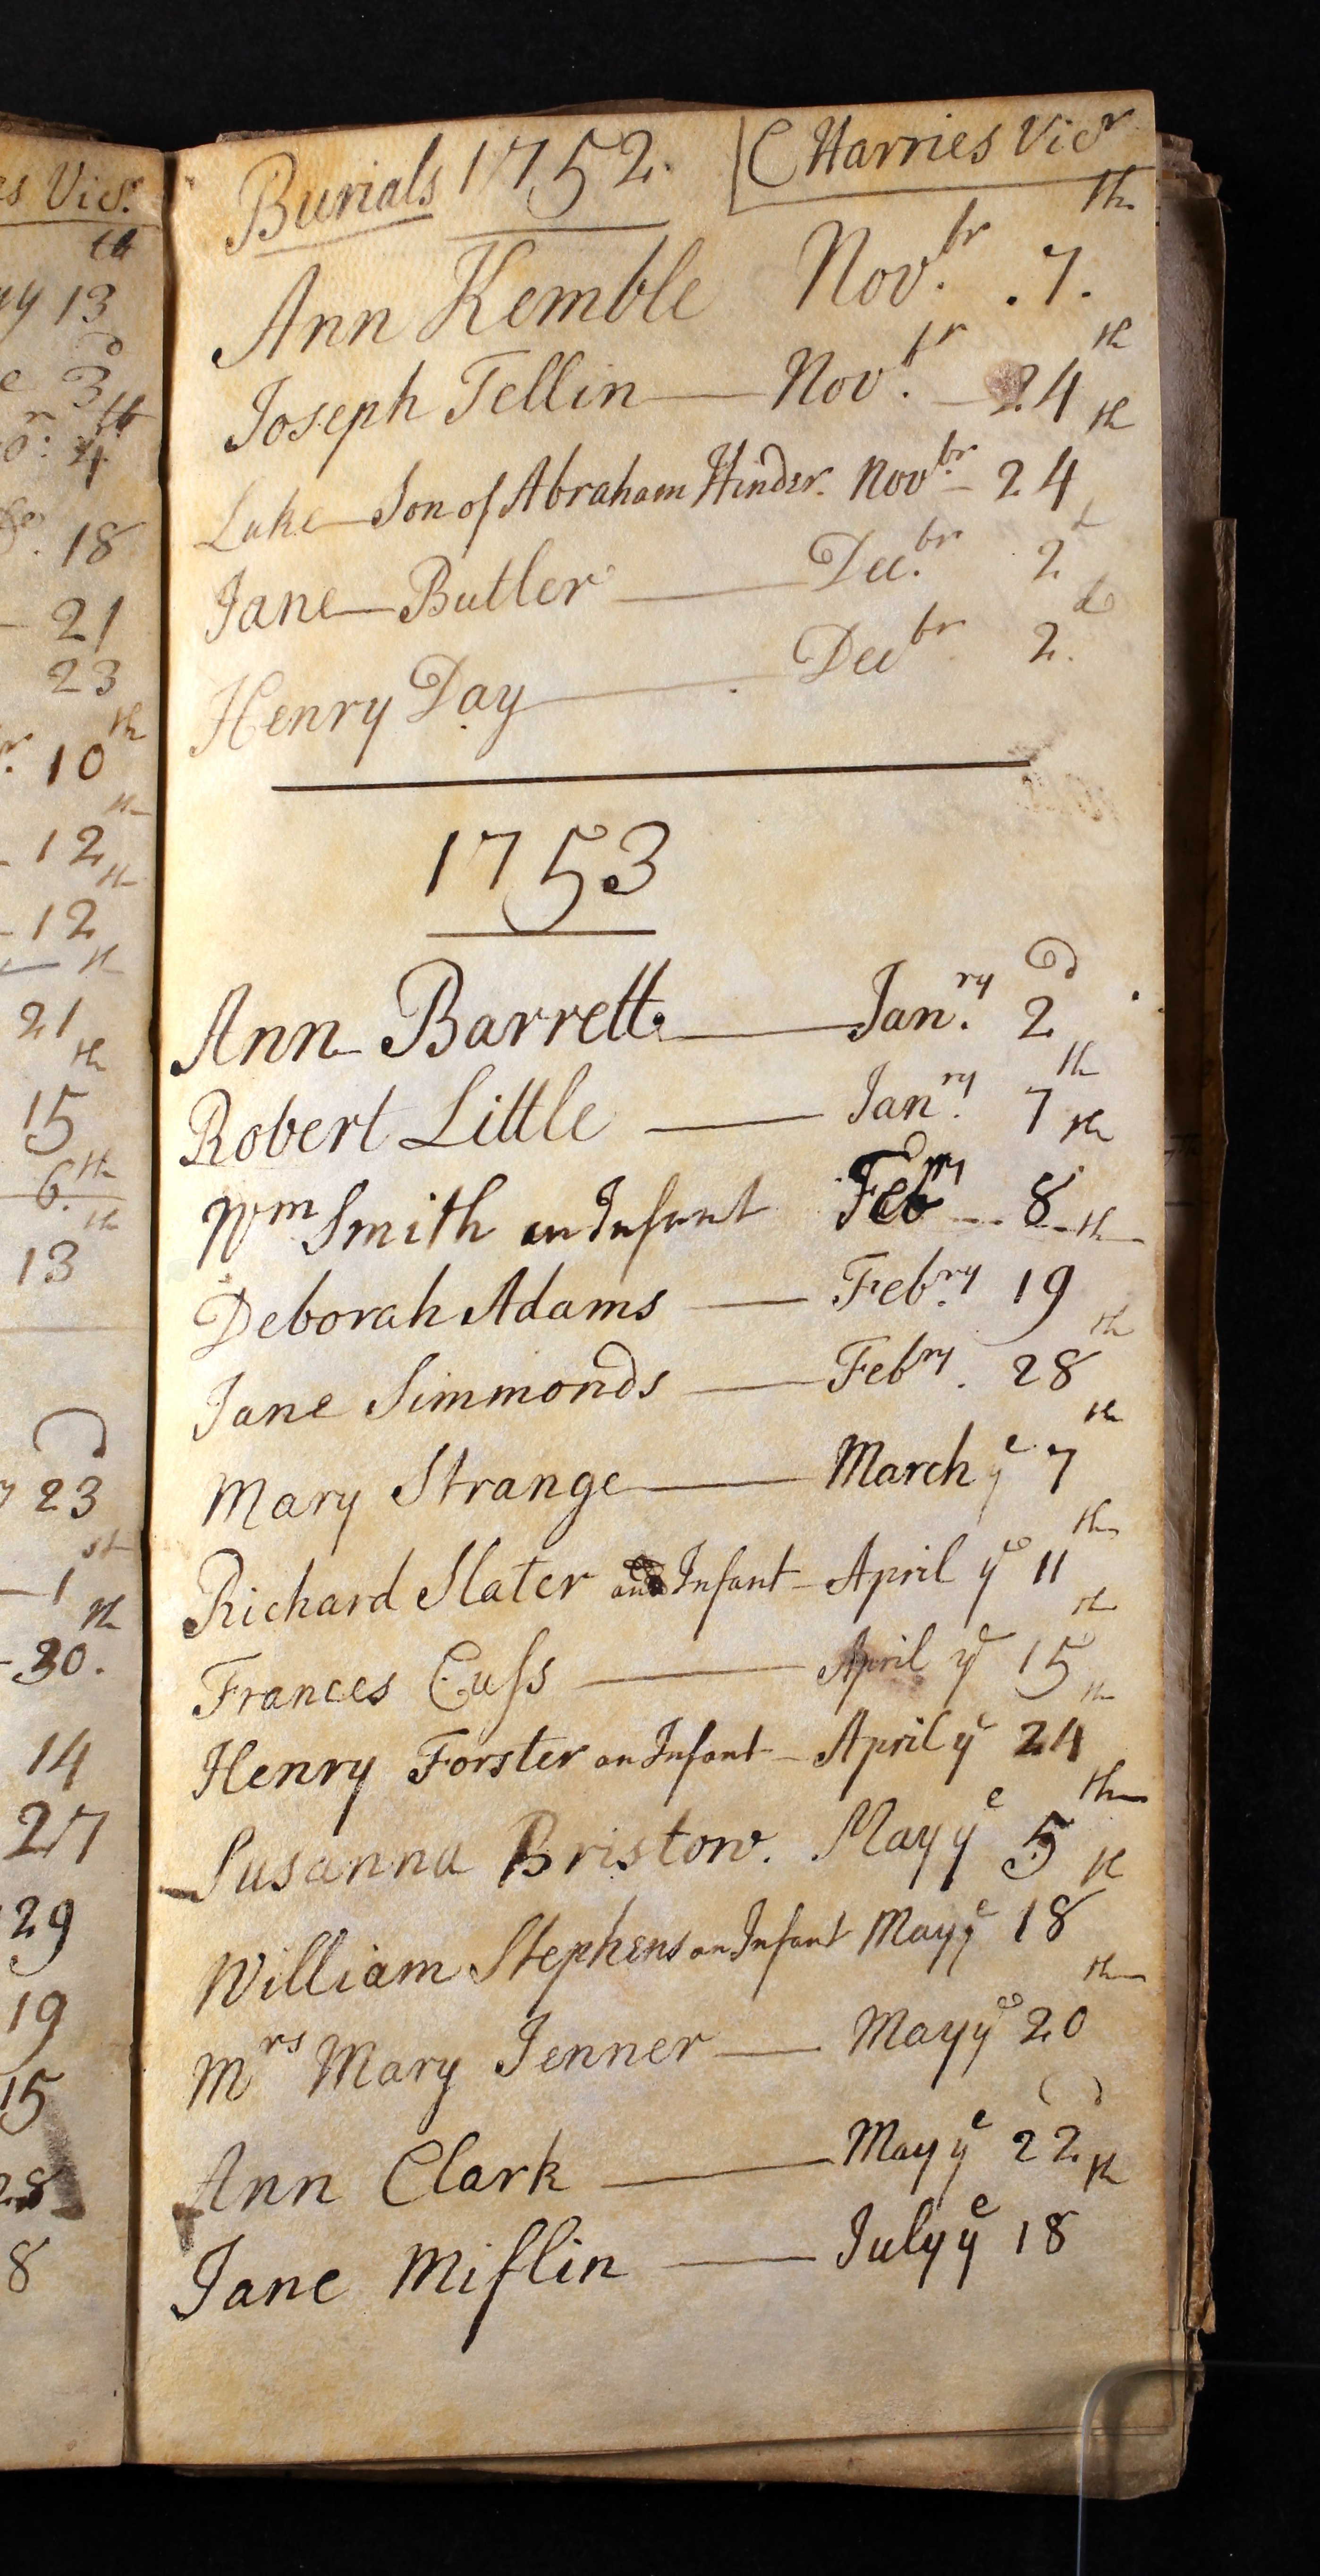 es Vicr.
th
13
d
3
th
4
18
21
23
th
10
th
12
th
12
th
21
th
15
th
6.
th
13
d
23
st
1
th
30.
14
27
29
19
15
28
8
Burials 1752. C Harries Vicr
Ann Kemble Nov.br .7.th
Joseph Tellin — Nov.br — 24th
Luke — Son of Abraham Hinder. Novbr — 24th
Jane — Butler — Dec.br 2d
Henry Day — Decbr 2.d
1753
Ann Barrett. — Jan.ry 2d
Robert Little — Jan.ry 7th
Wm Smith an Infant Febry — 8th
Deborah Adams — Feb.ry 19th
Jane Simmonds — Febry. 28th
Mary Strange — March ye 7th
Richard Slater an Infant — April ye 11th
Frances Cuſs — April ye 15th
Henry Forster an Infant — April ye 24th
Susanna Bristow. May ye 5th
William Stephens an Infant May ye 18th
Mrs Mary Jenner — May ye 20th
Ann Clark — May ye 22d
Jane Miflin — July ye 18th